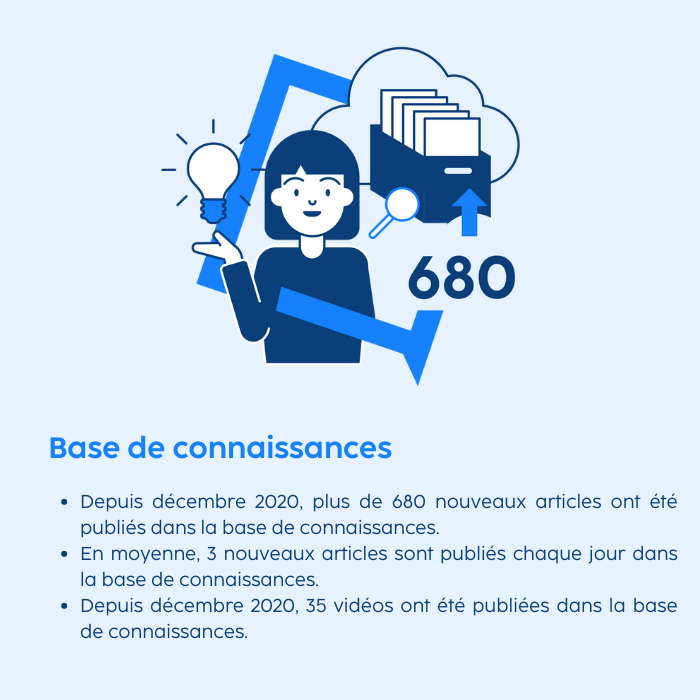 680
Base de connaissances
• Depuis décembre 2020, plus de 680 nouveaux articles ont été
publiés dans la base de connaissances.
• En moyenne, 3 nouveaux articles sont publiés chaque jour dans
la base de connaissances.
• Depuis décembre 2020, 35 vidéos ont été publiées dans la base
de connaissances.